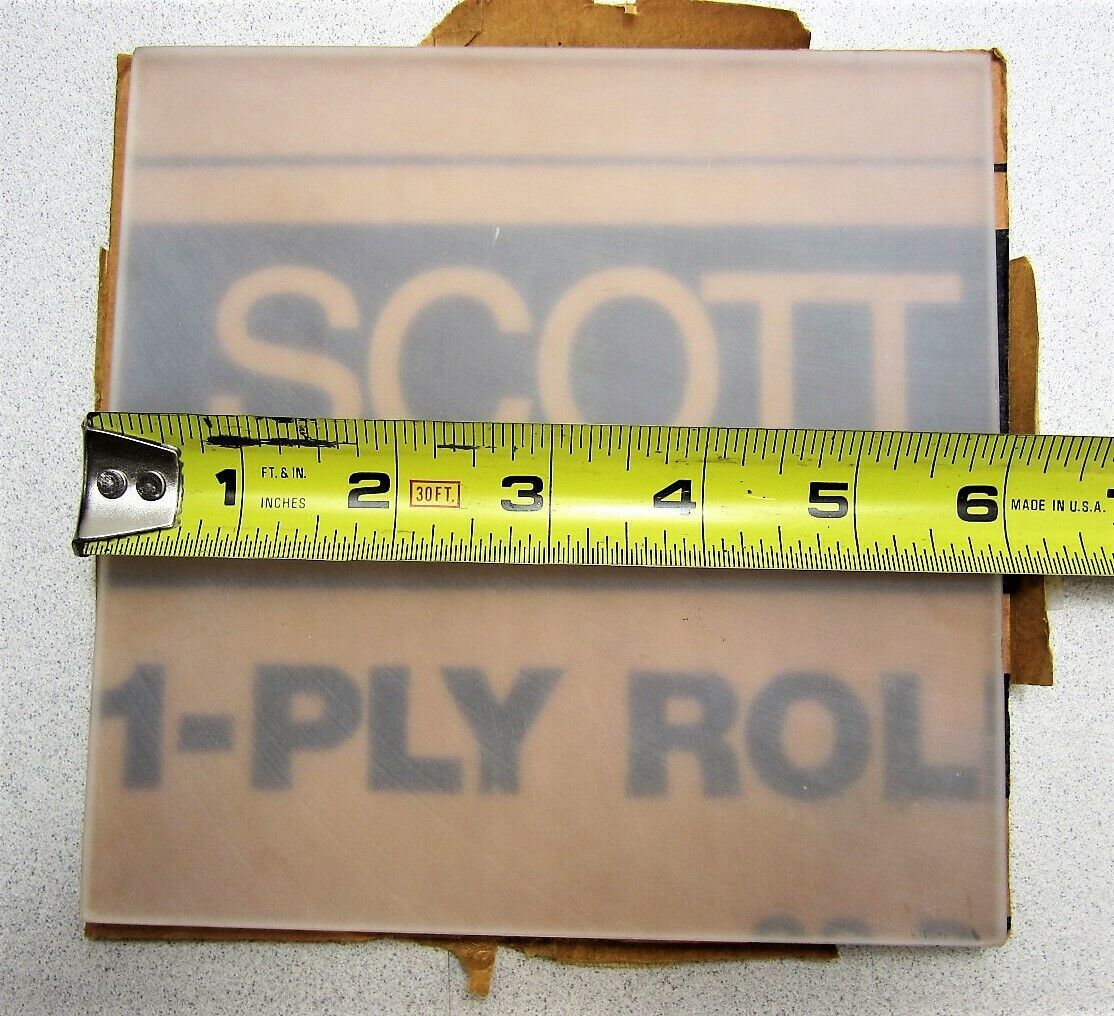 SCOTT
1 FT. & IN. 2 30FT. 3 4 5 6 MADE IN U.S.A.
INCHES
1-PLY ROL